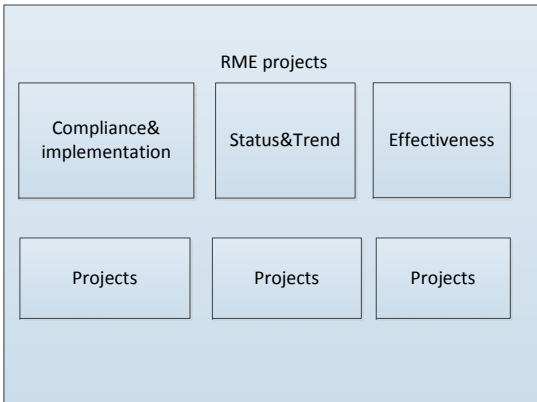 RME projects
Compliance&
implementation
Status&Trend
Effectiveness
Projects
Projects
Projects